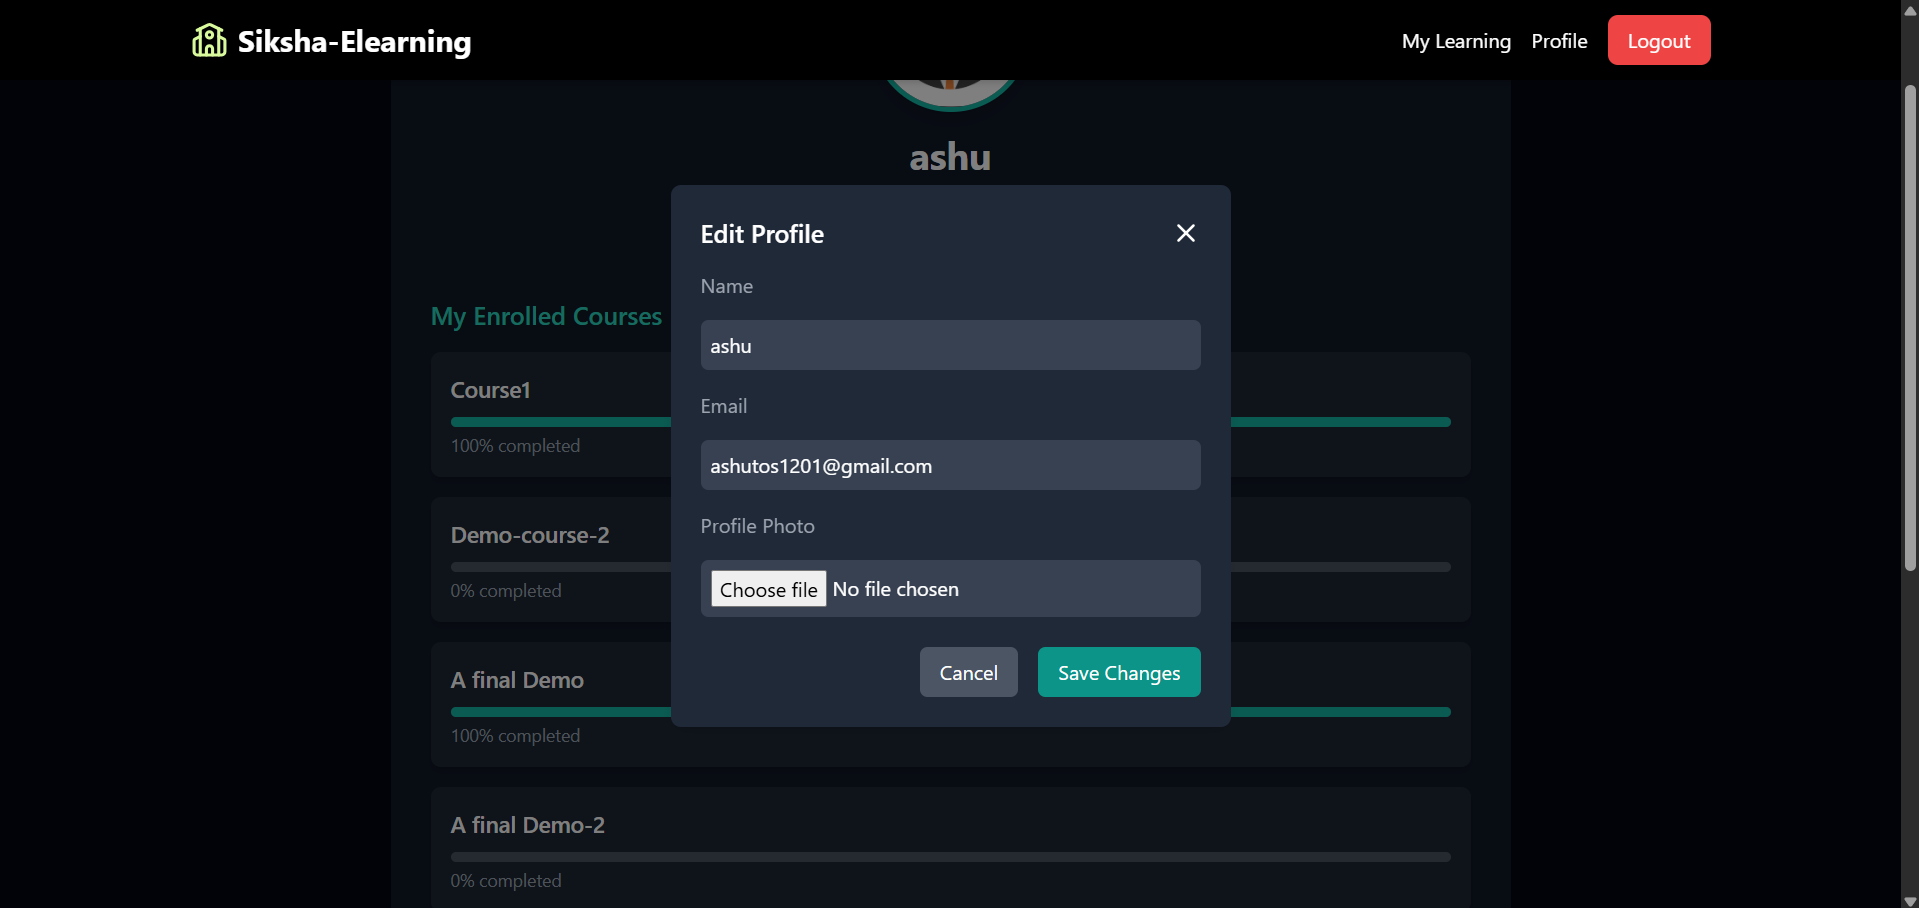 Siksha-Elearning
My Learning
Profile
Logout
ashu
Edit Profile
Name
ashu
Email
ashutos1201@gmail.com
Profile Photo
Choose file No file chosen
Cancel
Save Changes
My Enrolled Courses
Course1
100% completed
Demo-course-2
0% completed
A final Demo
100% completed
A final Demo-2
0% completed